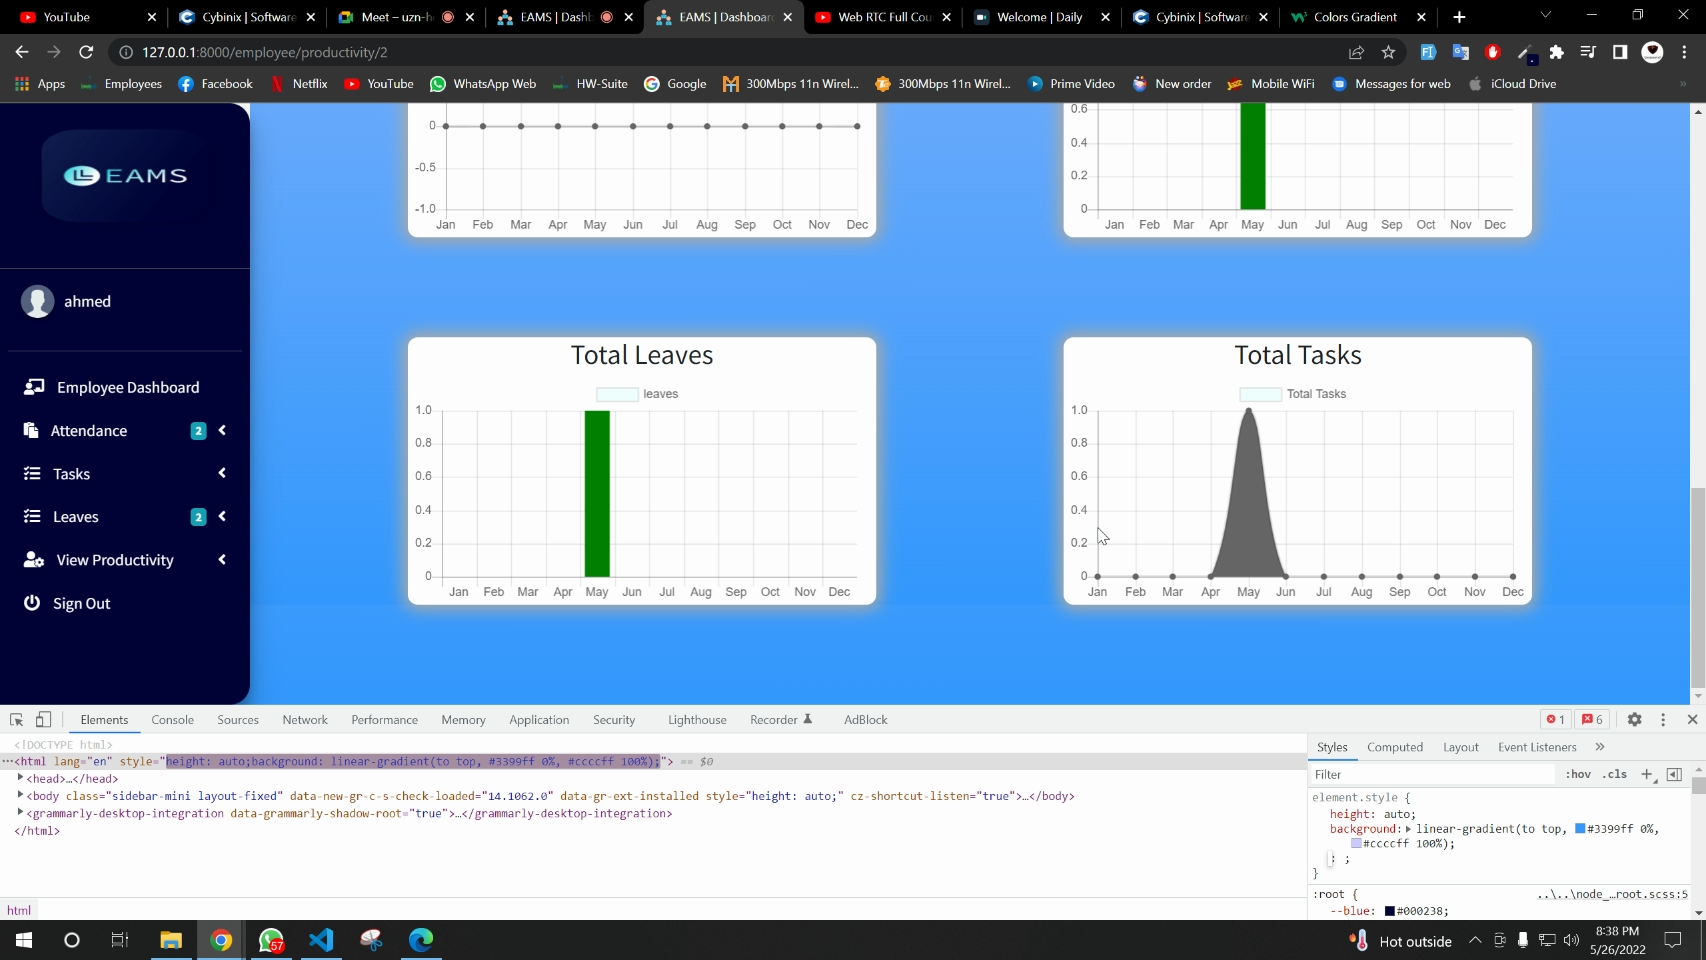 YouTube
Cybinix | Software
Meet – uzn-h
EAMS | Dashb
EAMS | Dashboard
Web RTC Full Cou
Welcome | Daily
Cybinix | Software
Colors Gradient
127.0.0.1:8000/employee/productivity/2
Apps
Employees
Facebook
Netflix
YouTube
WhatsApp Web
HW-Suite
Google
300Mbps 11n Wirel...
300Mbps 11n Wirel...
Prime Video
New order
Mobile WiFi
Messages for web
iCloud Drive
EAMS
ahmed
Employee Dashboard
Attendance 2
Tasks
Leaves 2
View Productivity
Sign Out
0
-0.5
-1.0
Jan Feb Mar Apr May Jun Jul Aug Sep Oct Nov Dec
0.6
0.4
0.2
0
Jan Feb Mar Apr May Jun Jul Aug Sep Oct Nov Dec
Total Leaves
leaves
1.0
0.8
0.6
0.4
0.2
0
Jan Feb Mar Apr May Jun Jul Aug Sep Oct Nov Dec
Total Tasks
Total Tasks
1.0
0.8
0.6
0.4
0.2
0
Jan Feb Mar Apr May Jun Jul Aug Sep Oct Nov Dec
Elements Console Sources Network Performance Memory Application Security Lighthouse Recorder AdBlock 1 6
<!DOCTYPE html>
<html lang="en" style="height: auto;background: linear-gradient(to top, #3399ff 0%, #ccccff 100%);"> == $0
<head>…</head>
<body class="sidebar-mini layout-fixed" data-new-gr-c-s-check-loaded="14.1062.0" data-gr-ext-installed style="height: auto;" cz-shortcut-listen="true">…</body>
<grammarly-desktop-integration data-grammarly-shadow-root="true">…</grammarly-desktop-integration>
</html>
html
Styles Computed Layout Event Listeners »
Filter :hov .cls +
element.style {
height: auto;
background: linear-gradient(to top, #3399ff 0%,
#ccccff 100%);
: ;
}
:root { ..\..\node_…root.scss:5
--blue: #000238;
57
Hot outside
8:38 PM
5/26/2022